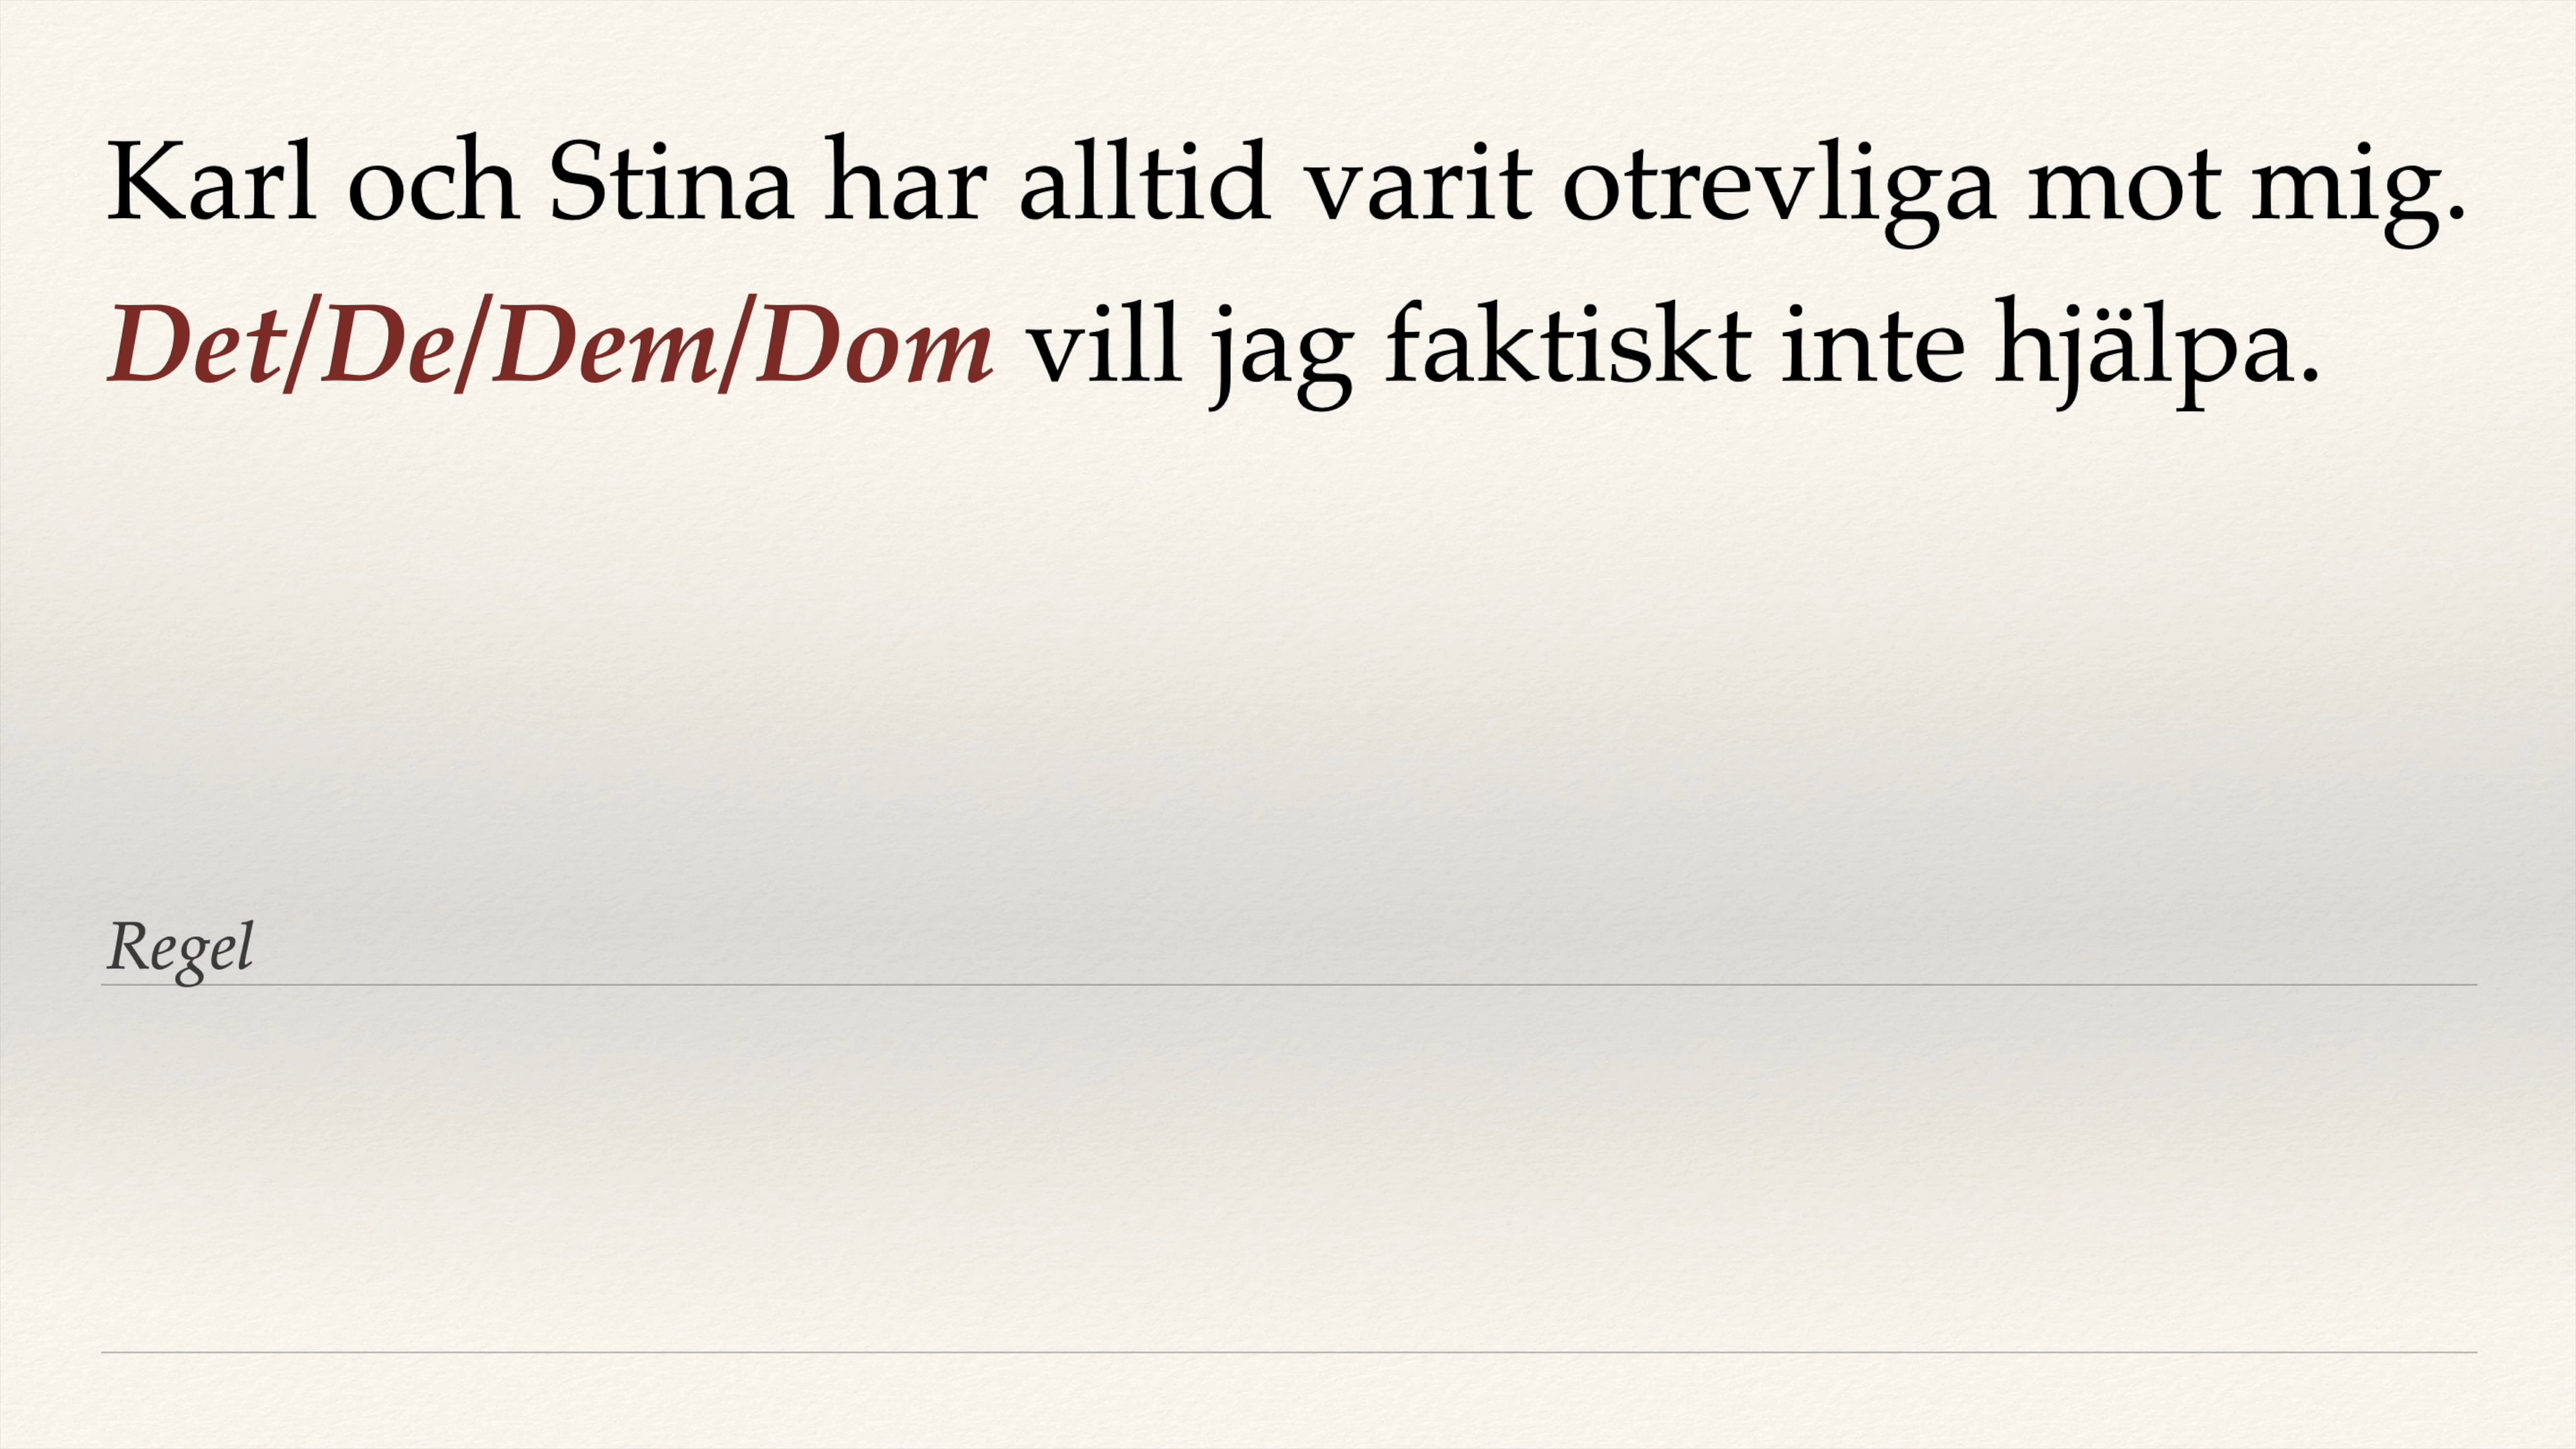 Karl och Stina har alltid varit otrevliga mot mig.
Det/De/Dem/Dom vill jag faktiskt inte hjälpa.
Regel